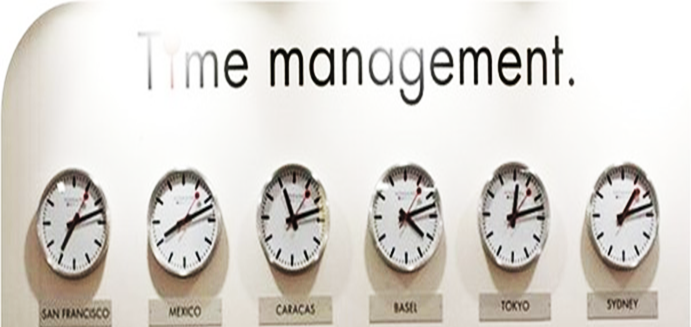 Time management.
SAN FRANCISCO
MEXICO
CARACAS
BASEL
TOKYO
SYDNEY